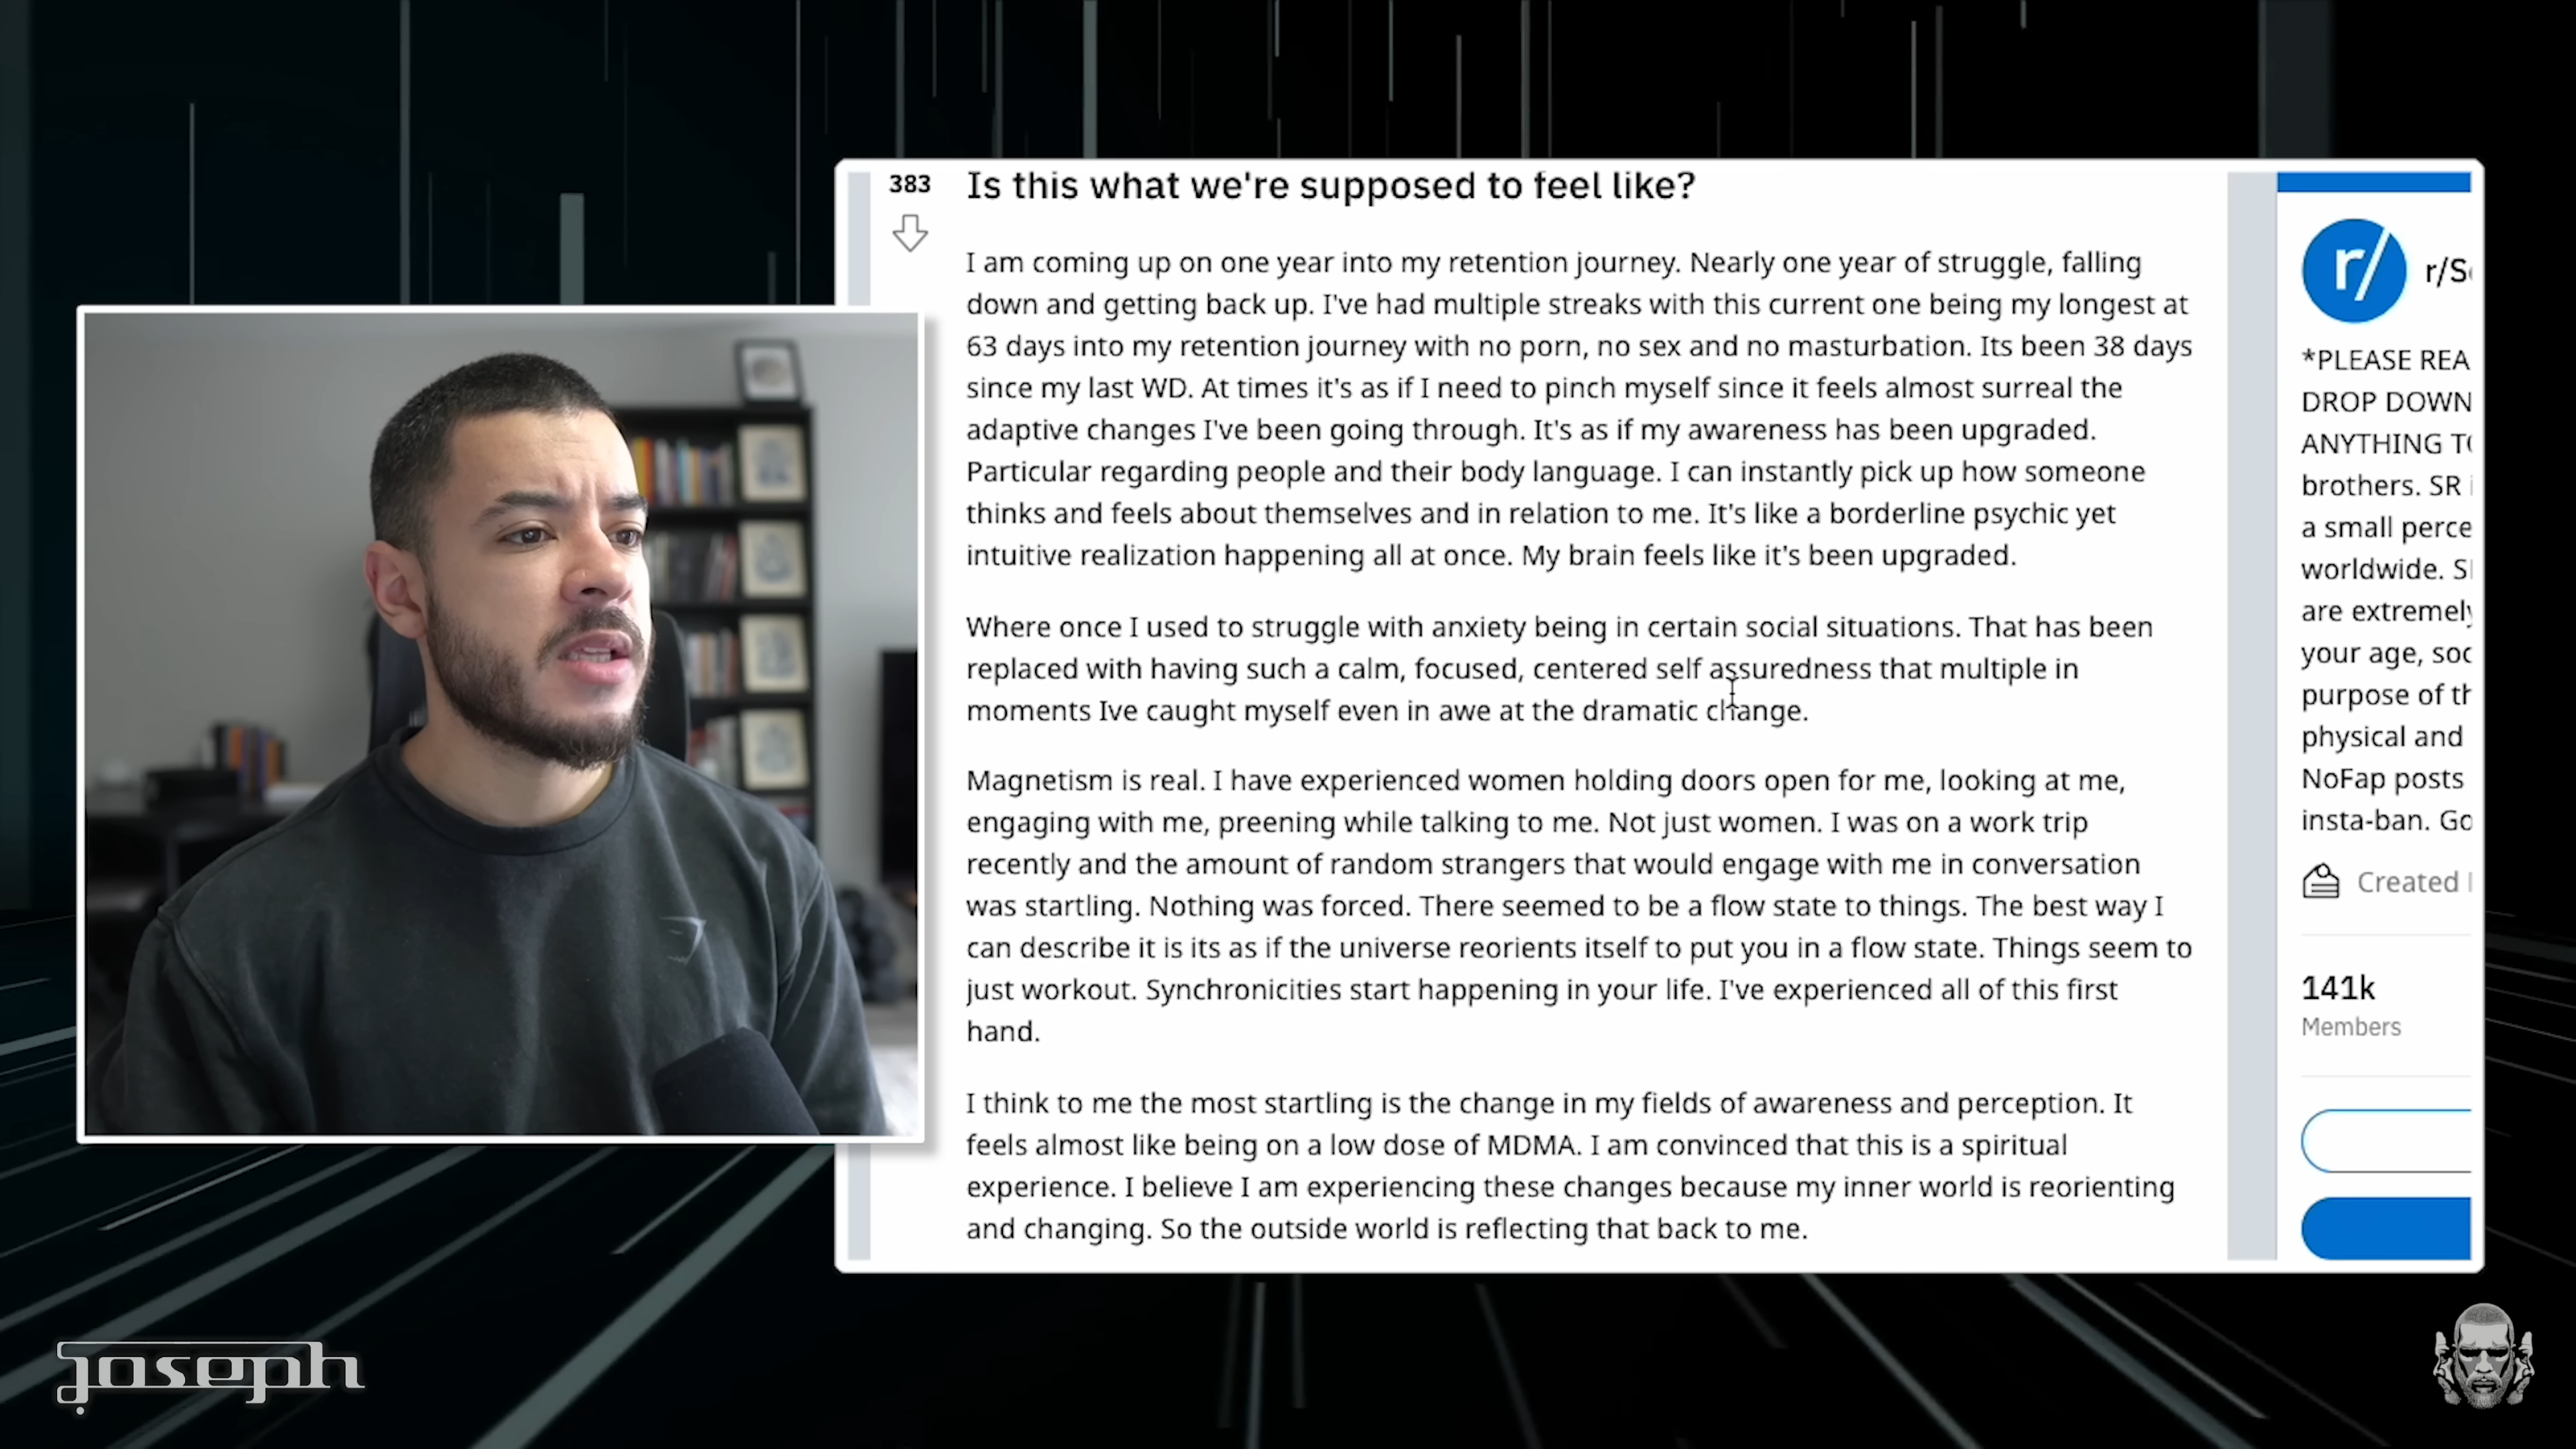 383
Is this what we're supposed to feel like?
I am coming up on one year into my retention journey. Nearly one year of struggle, falling
down and getting back up. I've had multiple streaks with this current one being my longest at
63 days into my retention journey with no porn, no sex and no masturbation. Its been 38 days
since my last WD. At times it's as if I need to pinch myself since it feels almost surreal the
adaptive changes I've been going through. It's as if my awareness has been upgraded.
Particular regarding people and their body language. I can instantly pick up how someone
thinks and feels about themselves and in relation to me. It's like a borderline psychic yet
intuitive realization happening all at once. My brain feels like it's been upgraded.
Where once I used to struggle with anxiety being in certain social situations. That has been
replaced with having such a calm, focused, centered self assuredness that multiple in
moments Ive caught myself even in awe at the dramatic change.
Magnetism is real. I have experienced women holding doors open for me, looking at me,
engaging with me, preening while talking to me. Not just women. I was on a work trip
recently and the amount of random strangers that would engage with me in conversation
was startling. Nothing was forced. There seemed to be a flow state to things. The best way I
can describe it is its as if the universe reorients itself to put you in a flow state. Things seem to
just workout. Synchronicities start happening in your life. I've experienced all of this first
hand.
I think to me the most startling is the change in my fields of awareness and perception. It
feels almost like being on a low dose of MDMA. I am convinced that this is a spiritual
experience. I believe I am experiencing these changes because my inner world is reorienting
and changing. So the outside world is reflecting that back to me.
r/
r/S
*PLEASE REA
DROP DOWN
ANYTHING TO
brothers. SR i
a small perce
worldwide. S
are extremely
your age, soc
purpose of th
physical and
NoFap posts
insta-ban. Go
Created
141k
Members
joseph